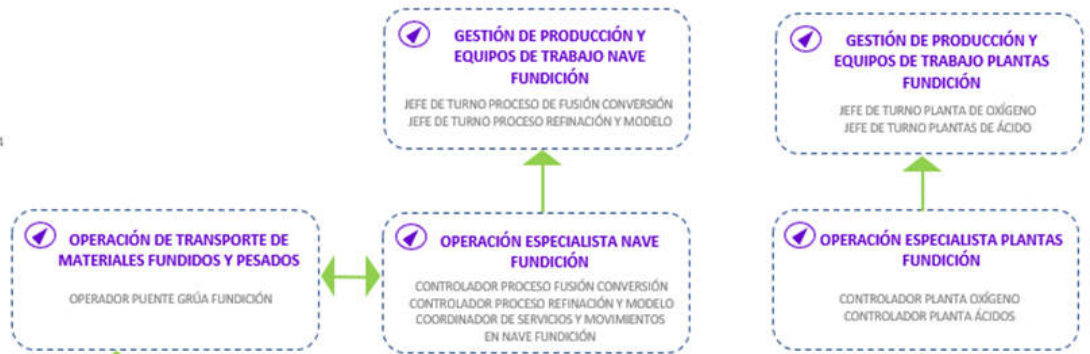 GESTIÓN DE PRODUCCIÓN Y
EQUIPOS DE TRABAJO NAVE
FUNDICIÓN
JEFE DE TURNO PROCESO DE FUSIÓN CONVERSIÓN
JEFE DE TURNO PROCESO REFINACIÓN Y MODELO
GESTIÓN DE PRODUCCIÓN Y
EQUIPOS DE TRABAJO PLANTAS
FUNDICIÓN
JEFE DE TURNO PLANTA DE OXÍGENO
JEFE DE TURNO PLANTAS DE ÁCIDO
4
OPERACIÓN DE TRANSPORTE DE
MATERIALES FUNDIDOS Y PESADOS
OPERADOR PUENTE GRÚA FUNDICIÓN
OPERACIÓN ESPECIALISTA NAVE
FUNDICIÓN
CONTROLADOR PROCESO FUSIÓN CONVERSIÓN
CONTROLADOR PROCESO REFINACIÓN Y MODELO
COORDINADOR DE SERVICIOS Y MOVIMIENTOS
EN NAVE FUNDICIÓN
OPERACIÓN ESPECIALISTA PLANTAS
FUNDICIÓN
CONTROLADOR PLANTA OXÍGENO
CONTROLADOR PLANTA ÁCIDOS